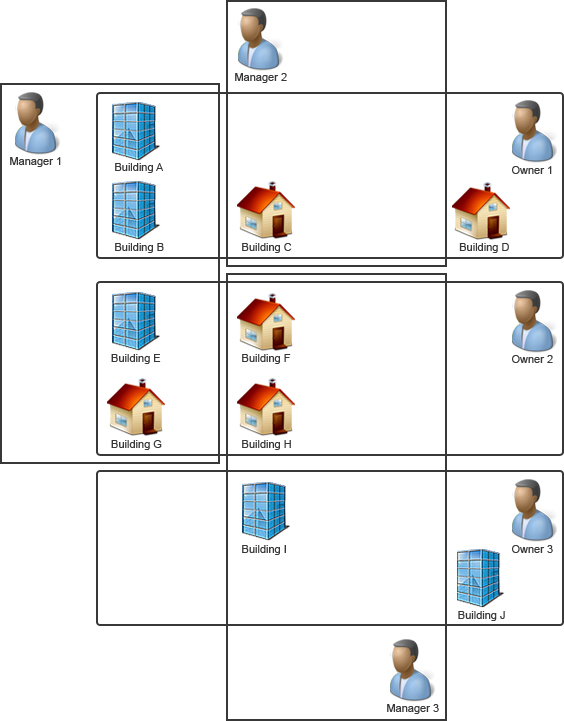 Manager 2
Manager 1
Building A
Owner 1
Building B
Building C
Building D
Building E
Building F
Owner 2
Building G
Building H
Building I
Owner 3
Building J
Manager 3